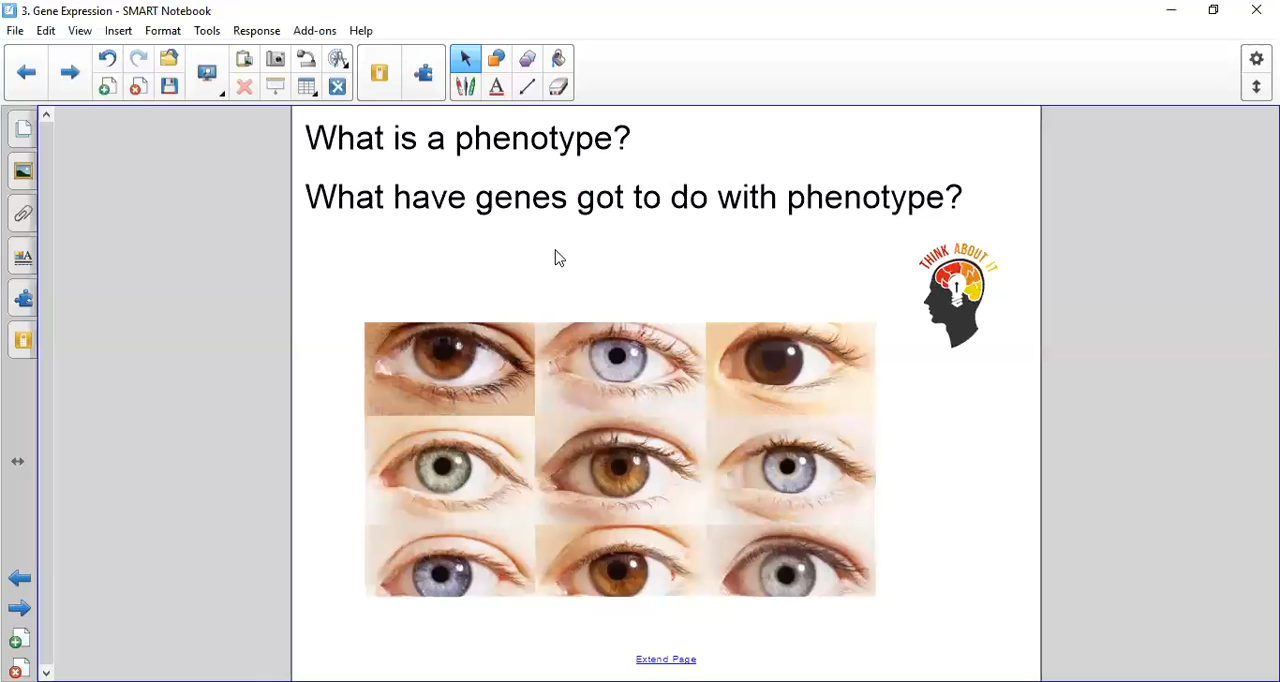 3. Gene Expression - SMART Notebook
File Edit View Insert Format Tools Response Add-ons Help
What is a phenotype?
What have genes got to do with phenotype?
THINK ABOUT IT
Extend Page